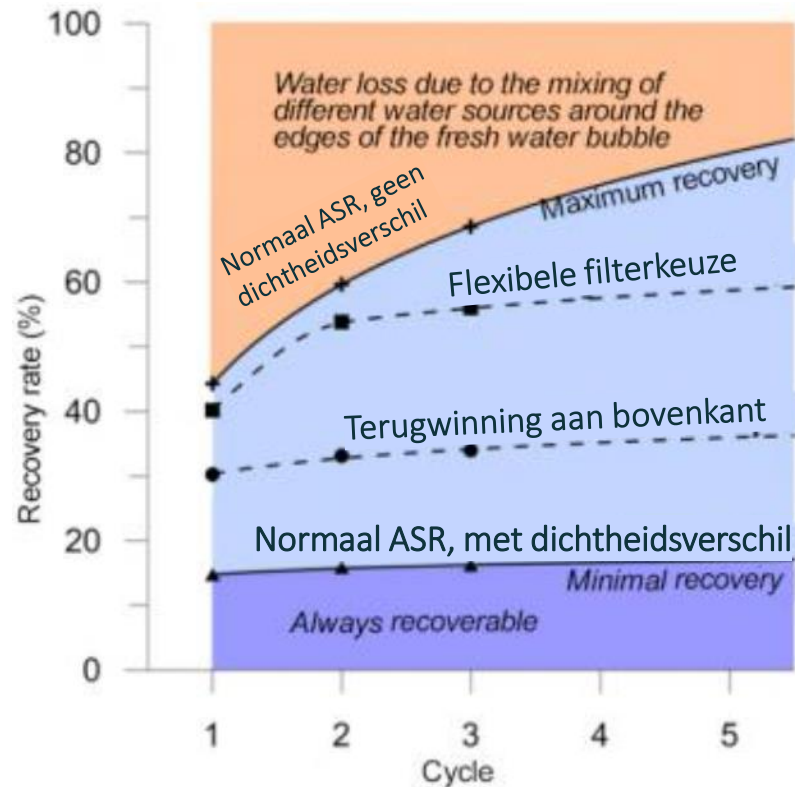 100
80
60
40
20
0
Recovery rate (%)
Water loss due to the mixing of
different water sources around the
edges of the fresh water bubble
Normaal ASR, geen
dichtheidsverschil
Maximum recovery
Flexibele filterkeuze
Terugwinning aan bovenkant
Normaal ASR, met dichtheidsverschil
Minimal recovery
Always recoverable
1 2 3 4 5
Cycle